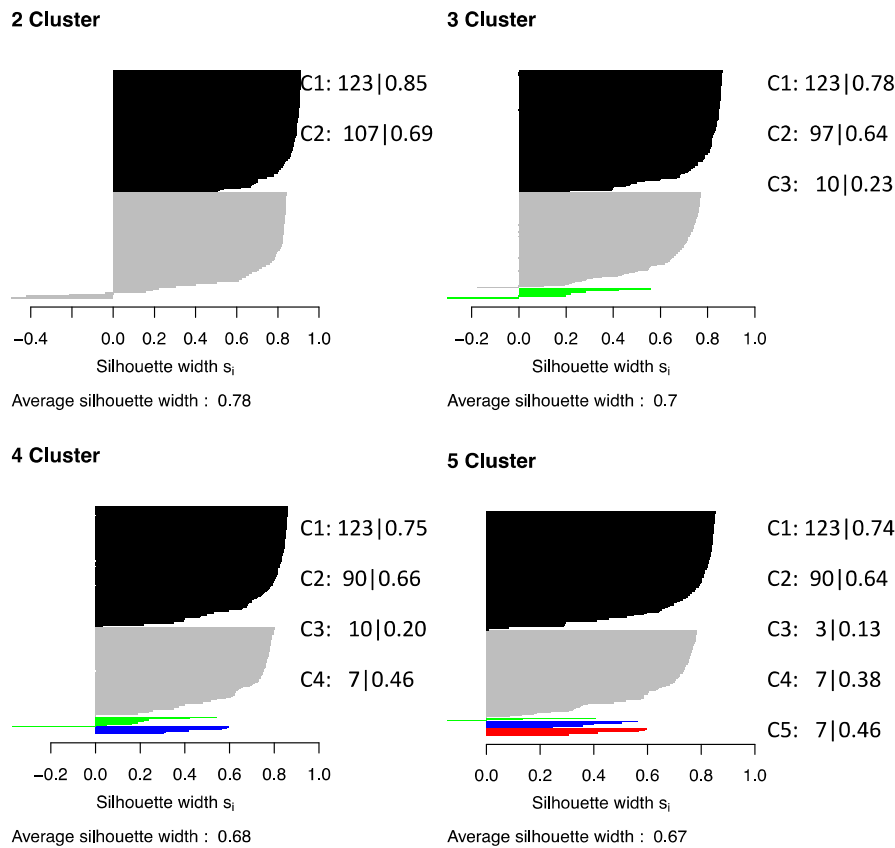 2 Cluster
C1: 123|0.85
C2: 107|0.69
−0.4 −0.2 0.0 0.2 0.4 0.6 0.8 1.0
Silhouette width si
Average silhouette width : 0.78
3 Cluster
C1: 123|0.78
C2: 97|0.64
C3: 10|0.23
−0.2 0.0 0.2 0.4 0.6 0.8 1.0
Silhouette width si
Average silhouette width : 0.7
4 Cluster
C1: 123|0.75
C2: 90|0.66
C3: 10|0.20
C4: 7|0.46
−0.2 0.0 0.2 0.4 0.6 0.8 1.0
Silhouette width si
Average silhouette width : 0.68
5 Cluster
C1: 123|0.74
C2: 90|0.64
C3: 3|0.13
C4: 7|0.38
C5: 7|0.46
0.0 0.2 0.4 0.6 0.8 1.0
Silhouette width si
Average silhouette width : 0.67